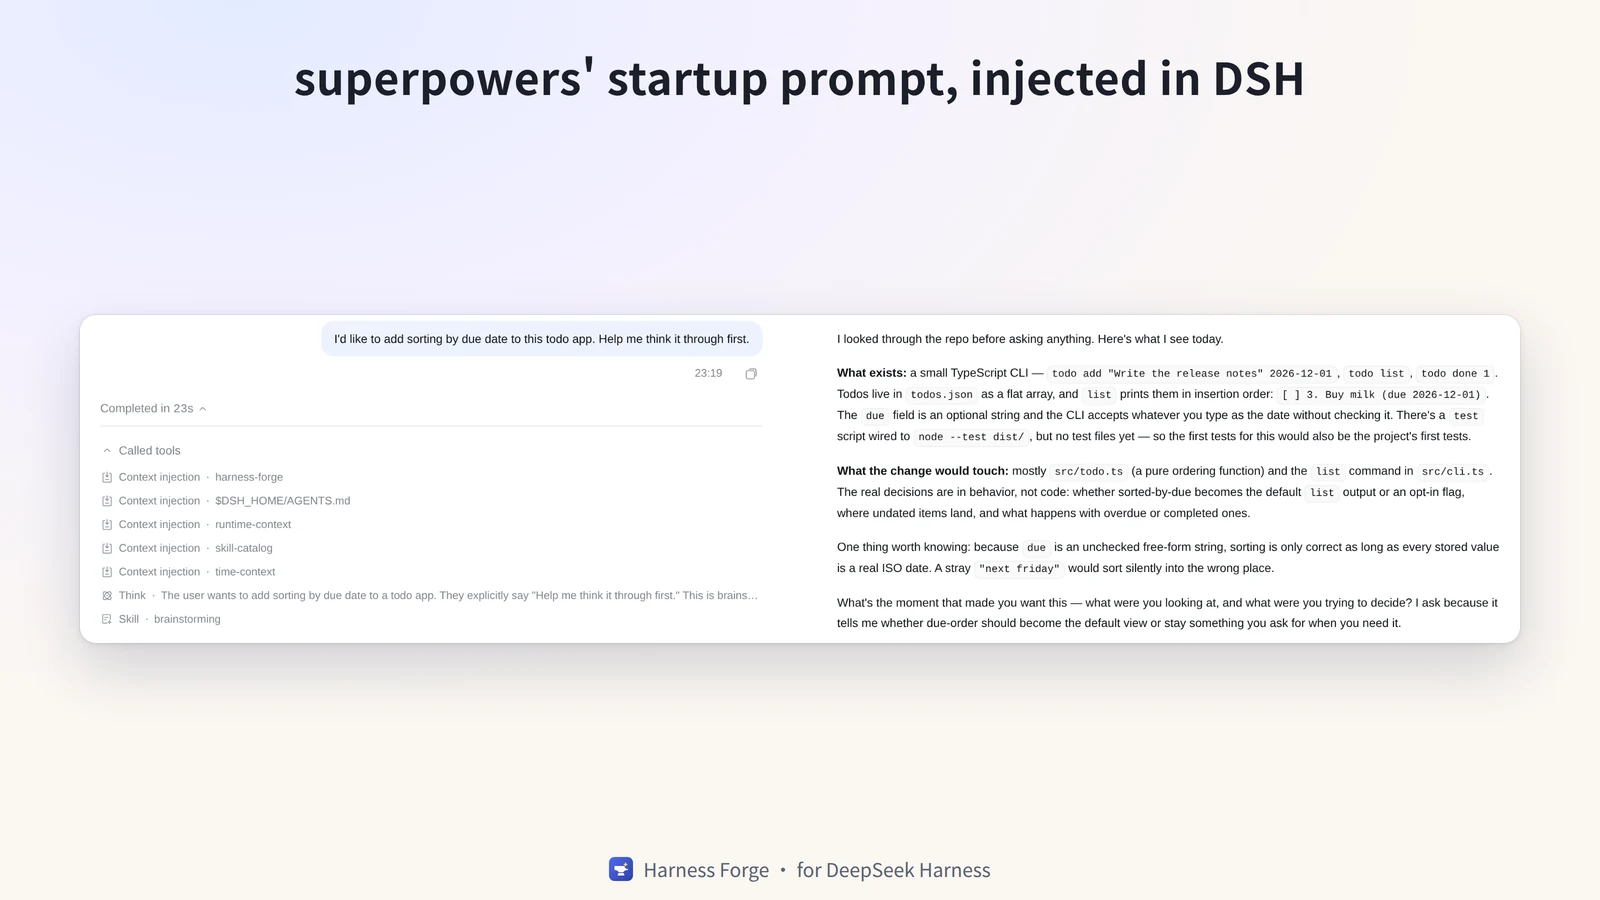 superpowers' startup prompt, injected in DSH
I'd like to add sorting by due date to this todo app. Help me think it through first.
23:19
Completed in 23s
Called tools
Context injection · harness-forge
Context injection · $DSH_HOME/AGENTS.md
Context injection · runtime-context
Context injection · skill-catalog
Context injection · time-context
Think · The user wants to add sorting by due date to a todo app. They explicitly say "Help me think it through first." This is brains…
Skill · brainstorming
I looked through the repo before asking anything. Here's what I see today.
What exists: a small TypeScript CLI — todo add "Write the release notes" 2026-12-01 , todo list , todo done 1 .
Todos live in todos.json as a flat array, and list prints them in insertion order: [ ] 3. Buy milk (due 2026-12-01) .
The due field is an optional string and the CLI accepts whatever you type as the date without checking it. There's a test
script wired to node --test dist/ , but no test files yet — so the first tests for this would also be the project's first tests.
What the change would touch: mostly src/todo.ts (a pure ordering function) and the list command in src/cli.ts .
The real decisions are in behavior, not code: whether sorted-by-due becomes the default list output or an opt-in flag,
where undated items land, and what happens with overdue or completed ones.
One thing worth knowing: because due is an unchecked free-form string, sorting is only correct as long as every stored value
is a real ISO date. A stray "next friday" would sort silently into the wrong place.
What's the moment that made you want this — what were you looking at, and what were you trying to decide? I ask because it
tells me whether due-order should become the default view or stay something you ask for when you need it.
Harness Forge · for DeepSeek Harness